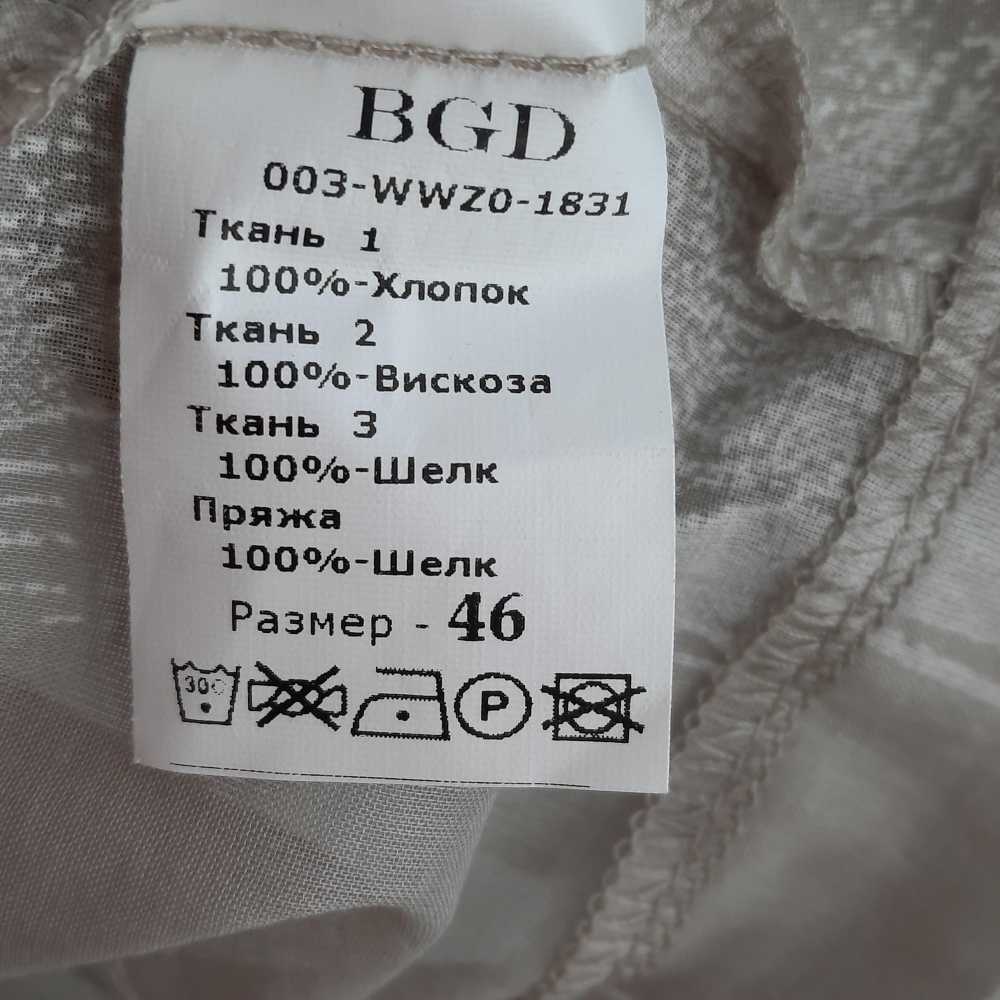 BGD
003-WWZ0-1831
Ткань 1
100%-Хлопок
Ткань 2
100%-Вискоза
Ткань 3
100%-Шелк
Пряжа
100%-Шелк
Размер - 46
30° P